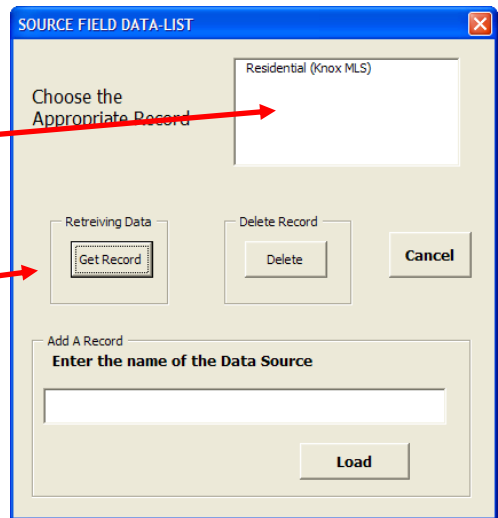 SOURCE FIELD DATA-LIST
Residential (Knox MLS)
Choose the
Appropriate Record
Retreiving Data
Delete Record
Get Record
Delete
Cancel
Add A Record
Enter the name of the Data Source
Load